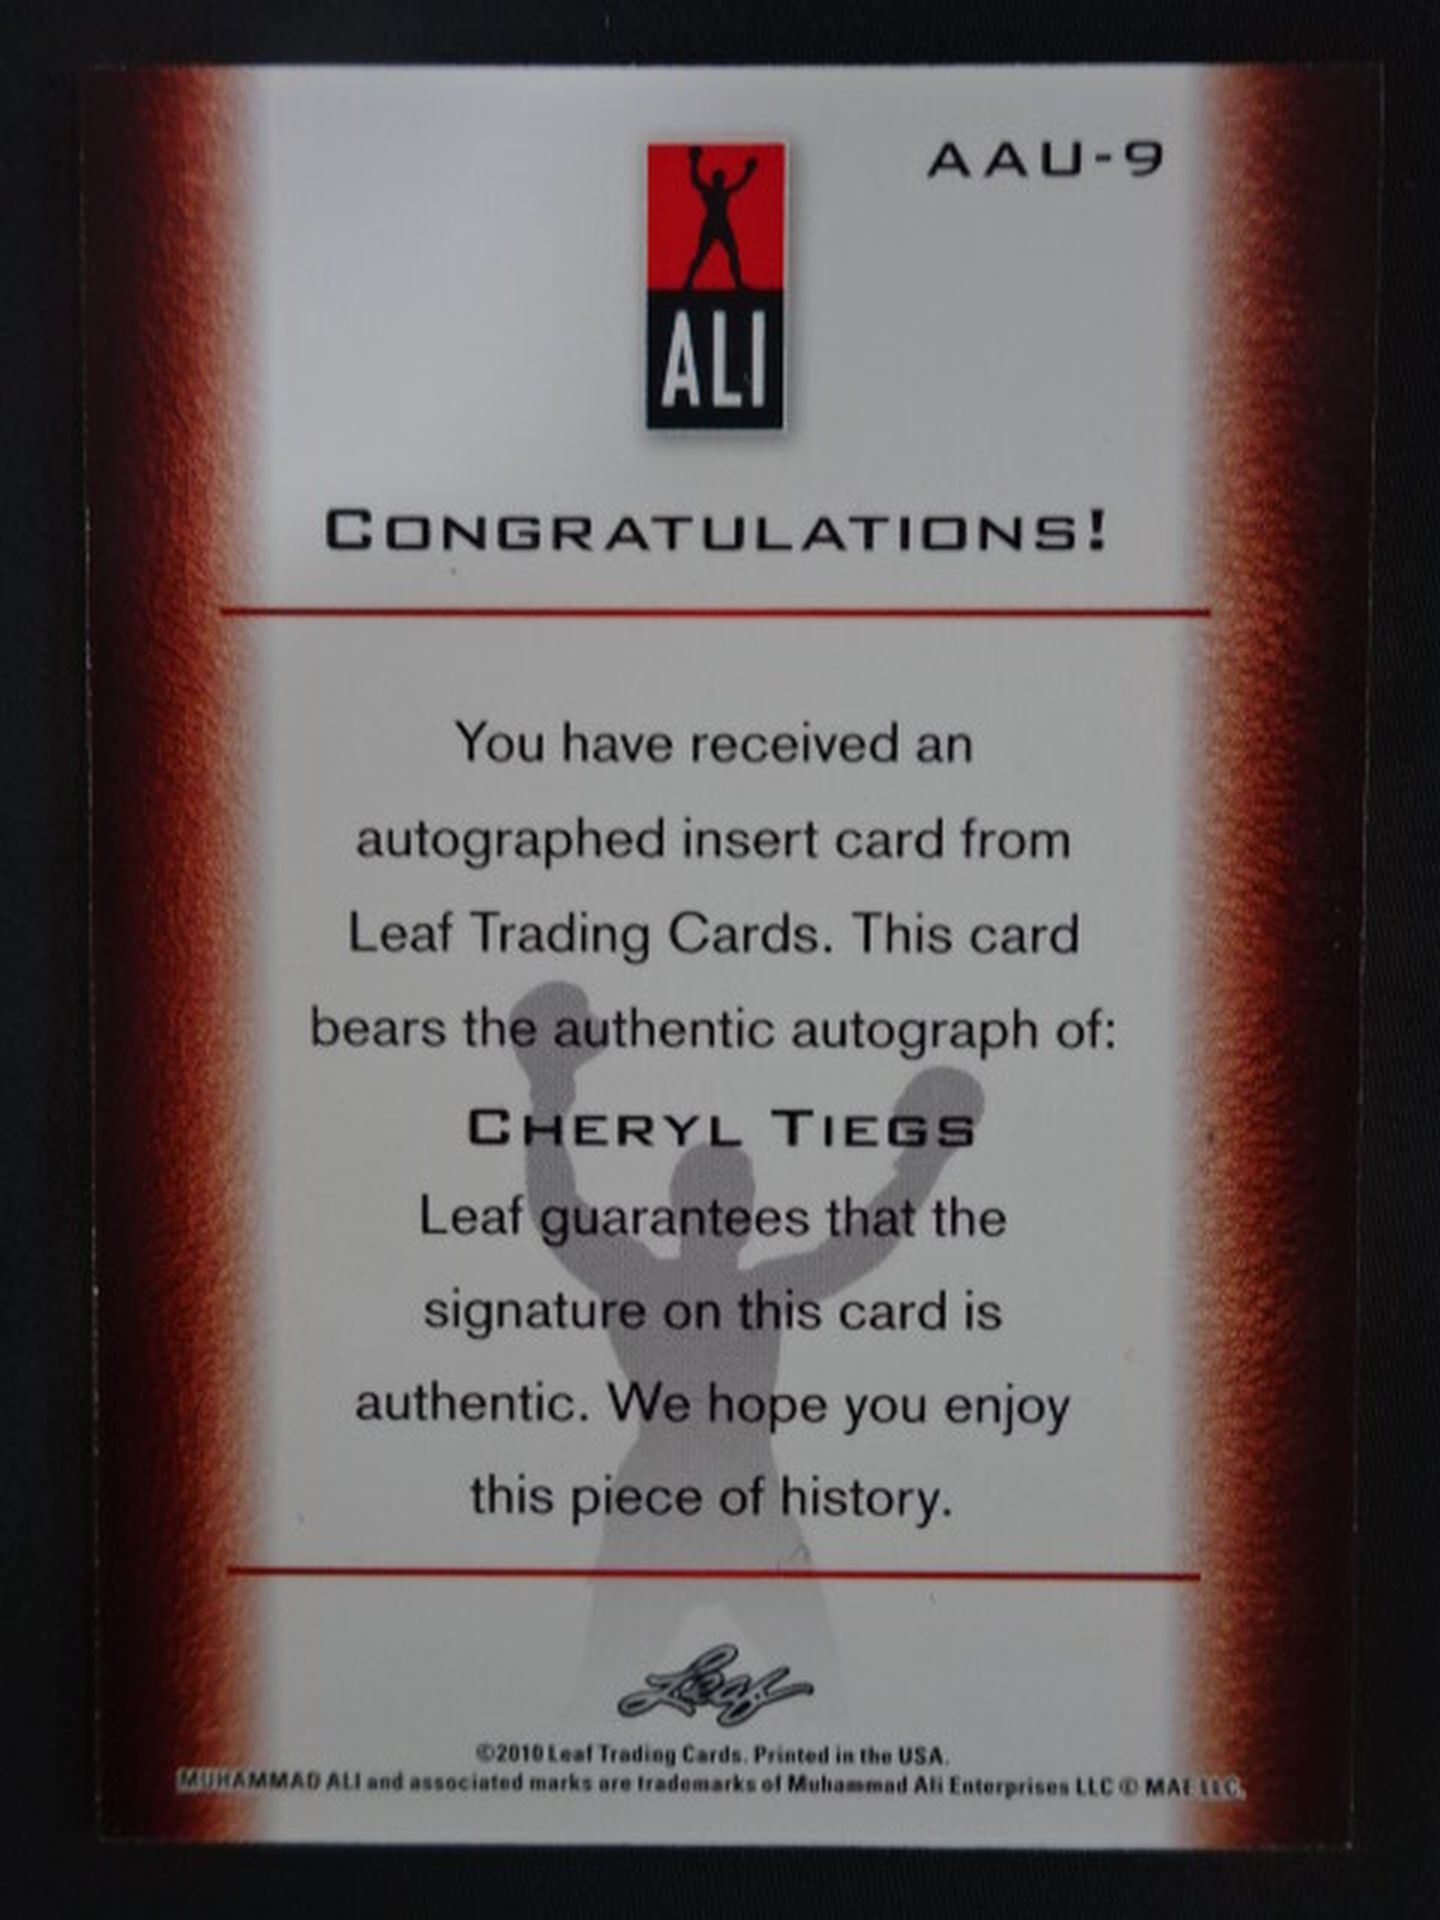 AAU-9
ALI
CONGRATULATIONS!
You have received an
autographed insert card from
Leaf Trading Cards. This card
bears the authentic autograph of:
CHERYL TIEGS
Leaf guarantees that the
signature on this card is
authentic. We hope you enjoy
this piece of history.
Leaf
©2010 Leaf Trading Cards. Printed in the USA.
MUHAMMAD ALI and associated marks are trademarks of Muhammad Ali Enterprises LLC © MAE LLC.